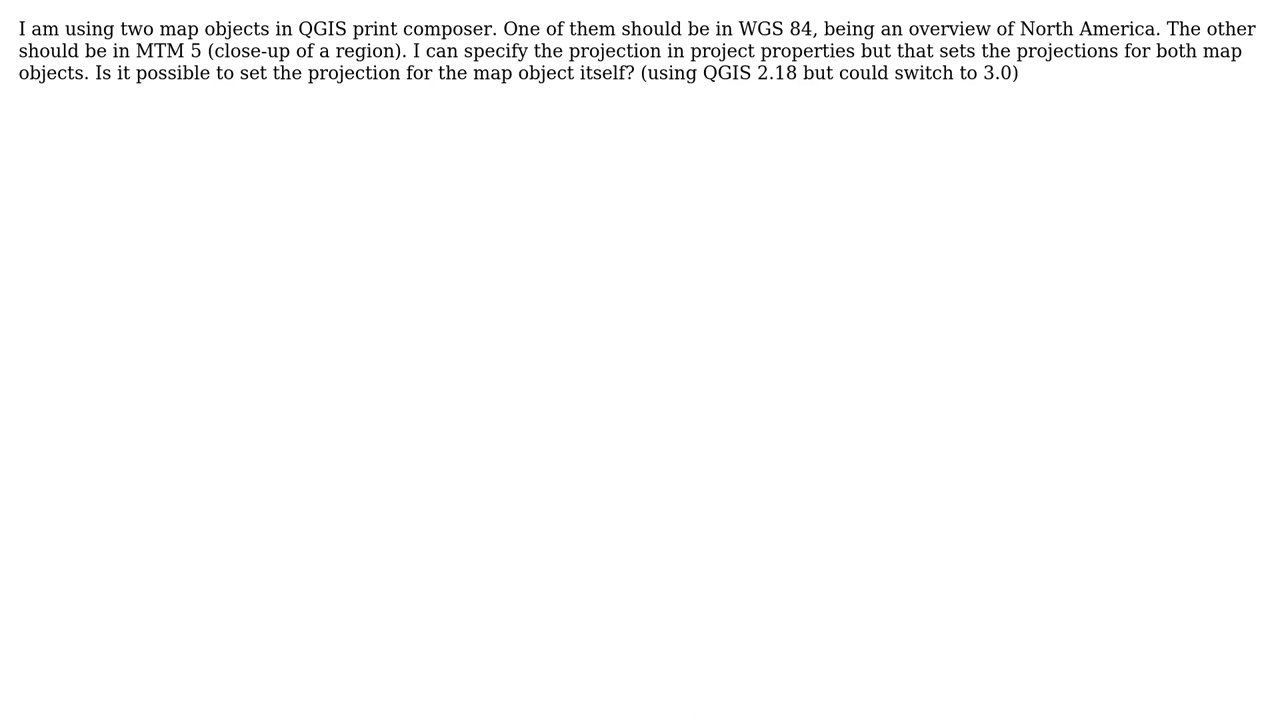 I am using two map objects in QGIS print composer. One of them should be in WGS 84, being an overview of North America. The other
should be in MTM 5 (close-up of a region). I can specify the projection in project properties but that sets the projections for both map
objects. Is it possible to set the projection for the map object itself? (using QGIS 2.18 but could switch to 3.0)